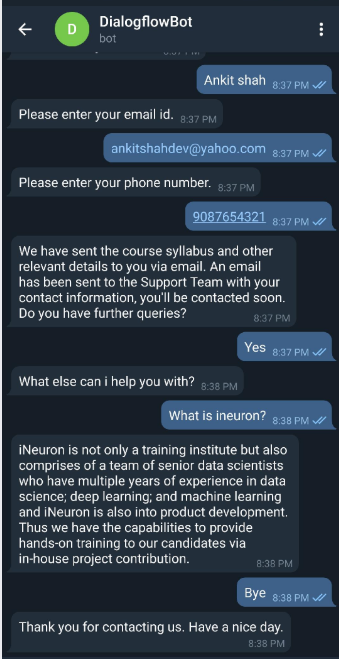 DialogflowBot
D
bot
Ankit shah 8:37 PM
Please enter your email id. 8:37 PM
ankitshahdev@yahoo.com 8:37 PM
Please enter your phone number. 8:37 PM
9087654321 8:37 PM
We have sent the course syllabus and other
relevant details to you via email. An email
has been sent to the Support Team with your
contact information, you'll be contacted soon.
Do you have further queries? 8:37 PM
Yes 8:37 PM
What else can i help you with? 8:38 PM
What is ineuron? 8:38 PM
iNeuron is not only a training institute but also
comprises of a team of senior data scientists
who have multiple years of experience in data
science; deep learning; and machine learning
and iNeuron is also into product development.
Thus we have the capabilities to provide
hands-on training to our candidates via
in-house project contribution. 8:38 PM
Bye 8:38 PM
Thank you for contacting us. Have a nice day.
8:38 PM